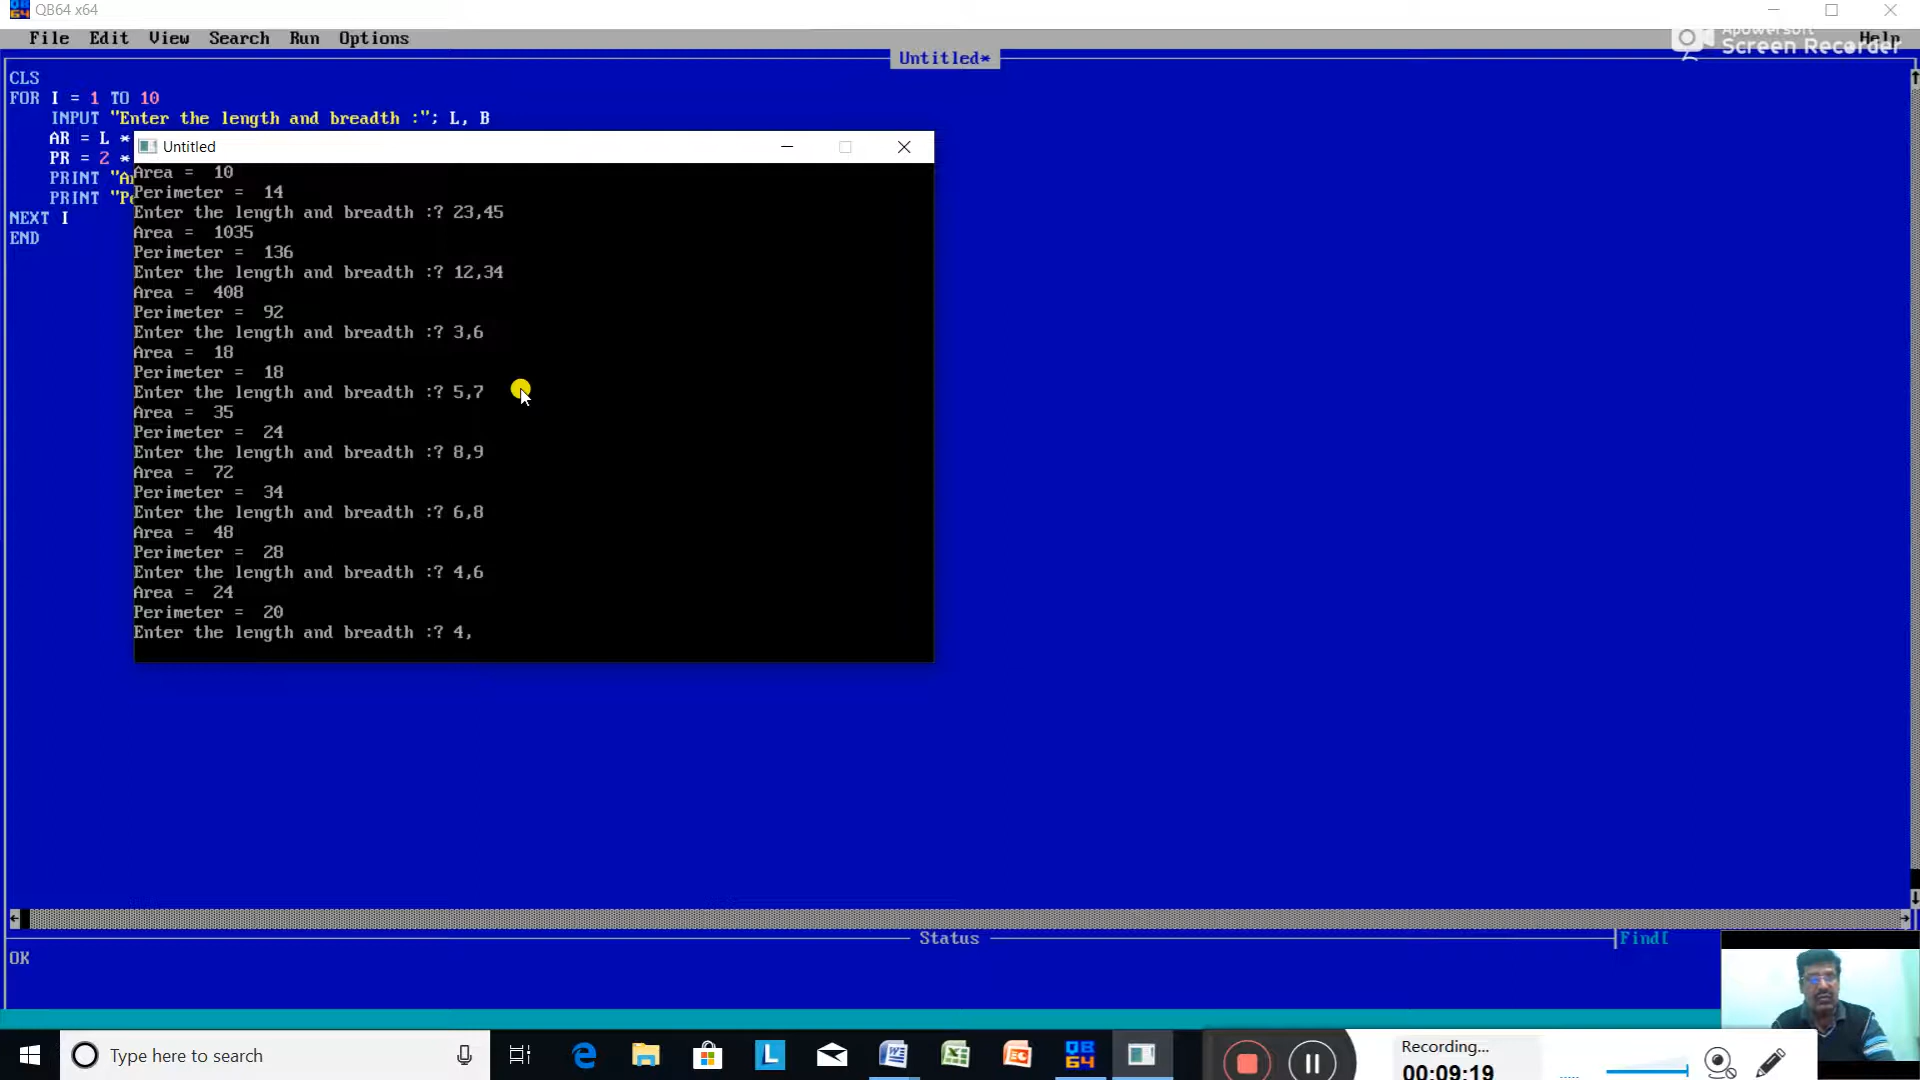 QB64 x64
File Edit View Search Run Options Help
Apowersoft
Screen Recorder
Untitled*
CLS
FOR I = 1 TO 10
INPUT "Enter the length and breadth :"; L, B
AR = L *
PR = 2 *
PRINT "A
PRINT "P
NEXT I
END
Untitled
Area = 10
Perimeter = 14
Enter the length and breadth :? 23,45
Area = 1035
Perimeter = 136
Enter the length and breadth :? 12,34
Area = 408
Perimeter = 92
Enter the length and breadth :? 3,6
Area = 18
Perimeter = 18
Enter the length and breadth :? 5,7
Area = 35
Perimeter = 24
Enter the length and breadth :? 8,9
Area = 72
Perimeter = 34
Enter the length and breadth :? 6,8
Area = 48
Perimeter = 28
Enter the length and breadth :? 4,6
Area = 24
Perimeter = 20
Enter the length and breadth :? 4,
Status
Find[
OK
Type here to search
QB
64
Recording...
00:09:19